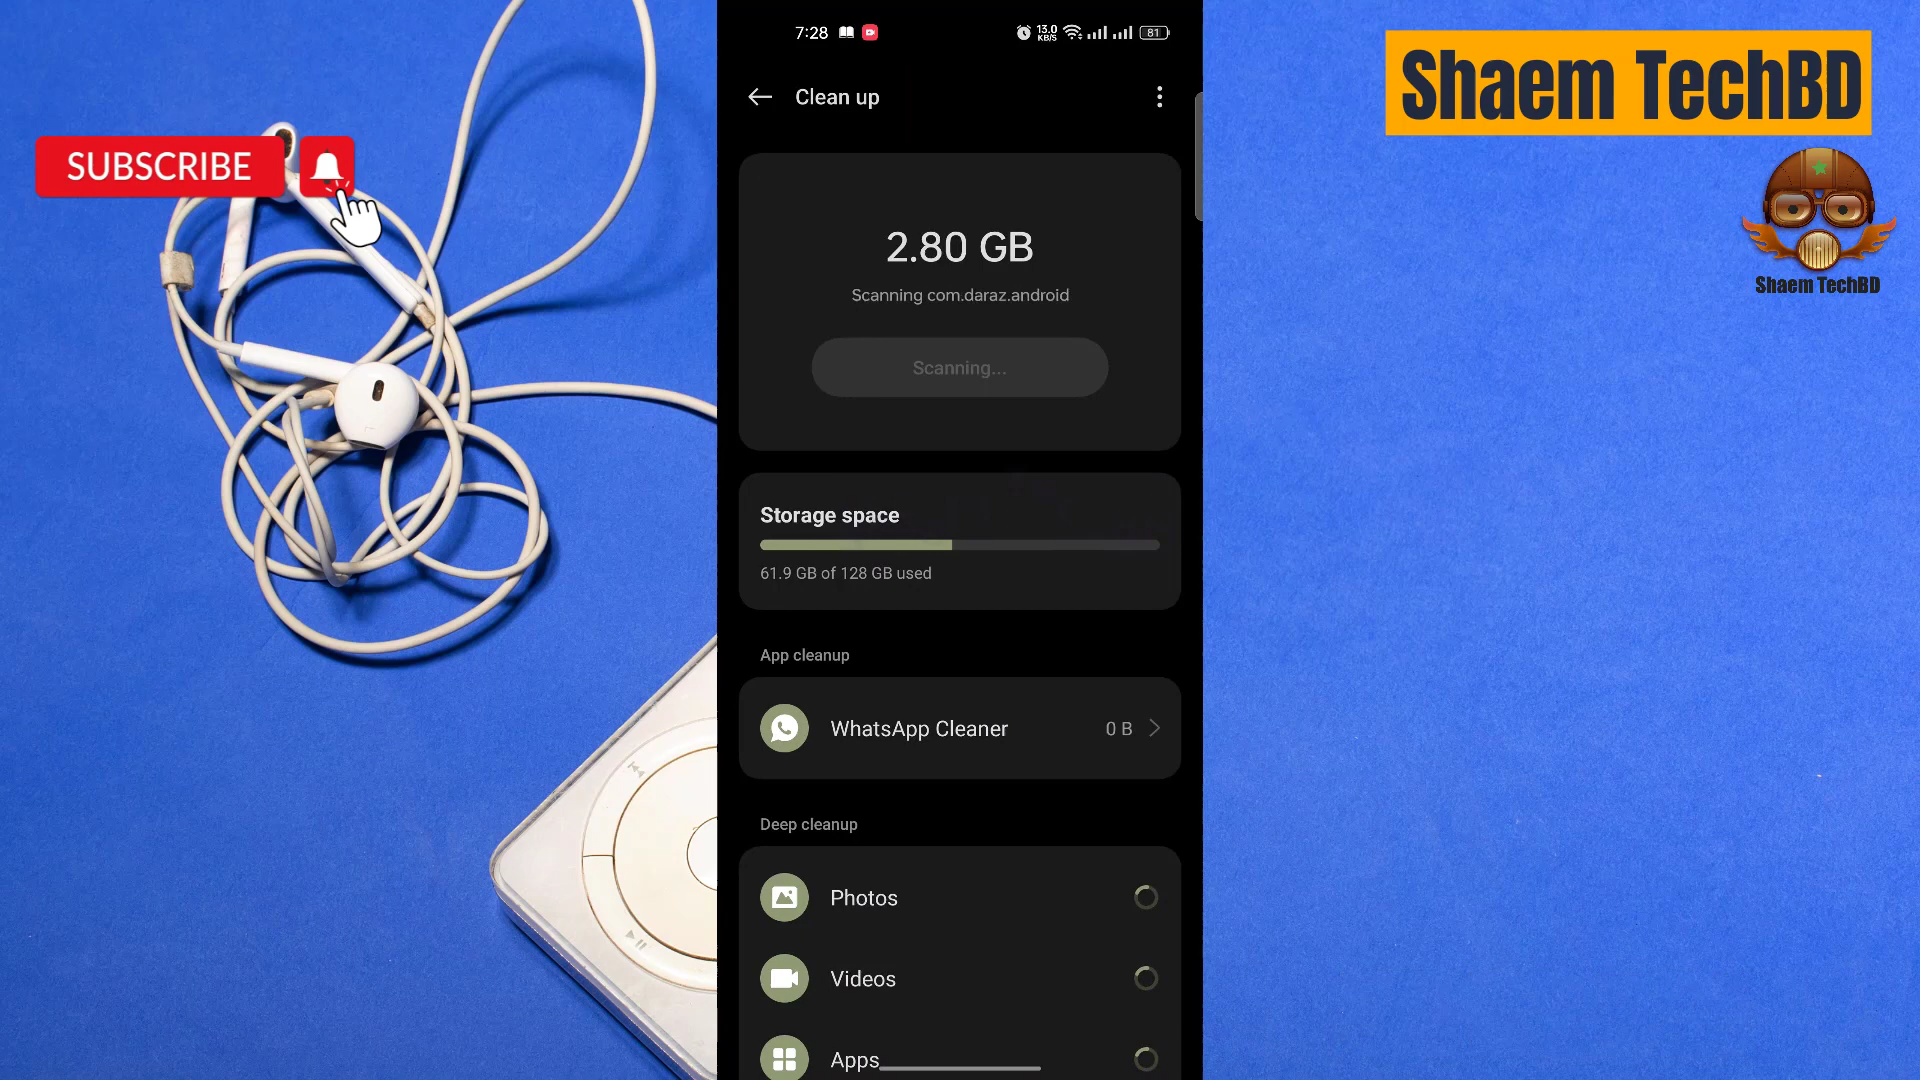 SUBSCRIBE
7:28
13.0
KB/S
81
Clean up
2.80 GB
Scanning com.daraz.android
Scanning...
Storage space
61.9 GB of 128 GB used
App cleanup
WhatsApp Cleaner 0 B
Deep cleanup
Photos
Videos
Apps
Shaem TechBD
Shaem TechBD